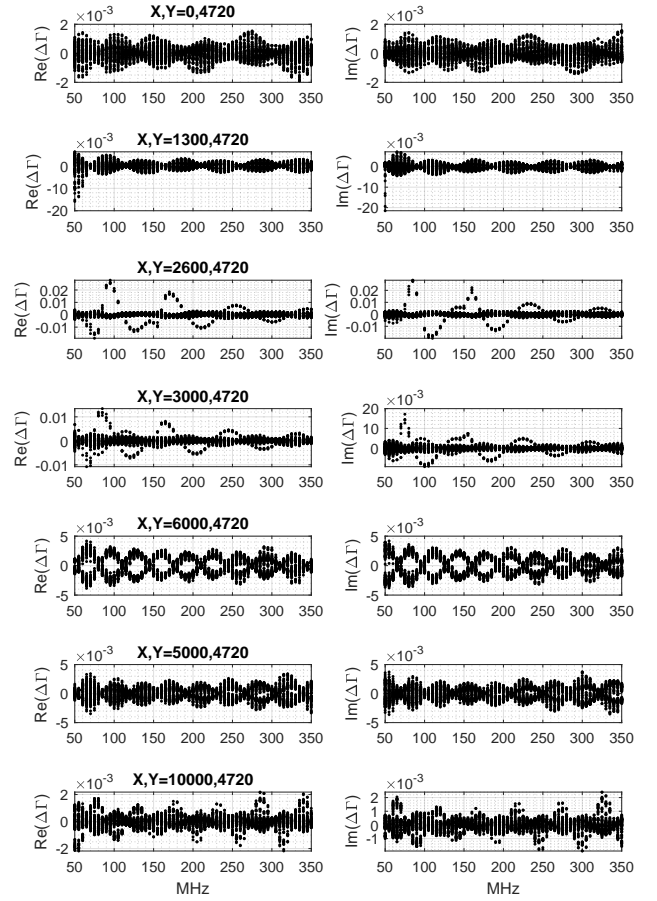 ×10⁻³ X,Y=0,4720 ×10⁻³
Re(ΔΓ) 2 0 -2 Im(ΔΓ) 2 0 -2
50 100 150 200 250 300 350 50 100 150 200 250 300 350
×10⁻³ X,Y=1300,4720 ×10⁻³
Re(ΔΓ) 0 -10 -20 Im(ΔΓ) 0 -10 -20
50 100 150 200 250 300 350 50 100 150 200 250 300 350
X,Y=2600,4720
Re(ΔΓ) 0.02 0.01 0 -0.01 Im(ΔΓ) 0.02 0.01 0 -0.01
50 100 150 200 250 300 350 50 100 150 200 250 300 350
X,Y=3000,4720 ×10⁻³
Re(ΔΓ) 0.01 0 -0.01 Im(ΔΓ) 20 10 0
50 100 150 200 250 300 350 50 100 150 200 250 300 350
×10⁻³ X,Y=6000,4720 ×10⁻³
Re(ΔΓ) 5 0 -5 Im(ΔΓ) 5 0 -5
50 100 150 200 250 300 350 50 100 150 200 250 300 350
×10⁻³ X,Y=5000,4720 ×10⁻³
Re(ΔΓ) 5 0 -5 Im(ΔΓ) 5 0 -5
50 100 150 200 250 300 350 50 100 150 200 250 300 350
×10⁻³ X,Y=10000,4720 ×10⁻³
Re(ΔΓ) 2 0 -2 Im(ΔΓ) 2 1 0 -1
50 100 150 200 250 300 350 50 100 150 200 250 300 350
MHz MHz